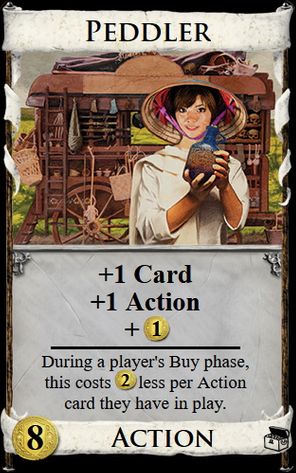 PEDDLER
+1 Card
+1 Action
+ 1
During a player's Buy phase,
this costs 2 less per Action
card they have in play.
8 ACTION